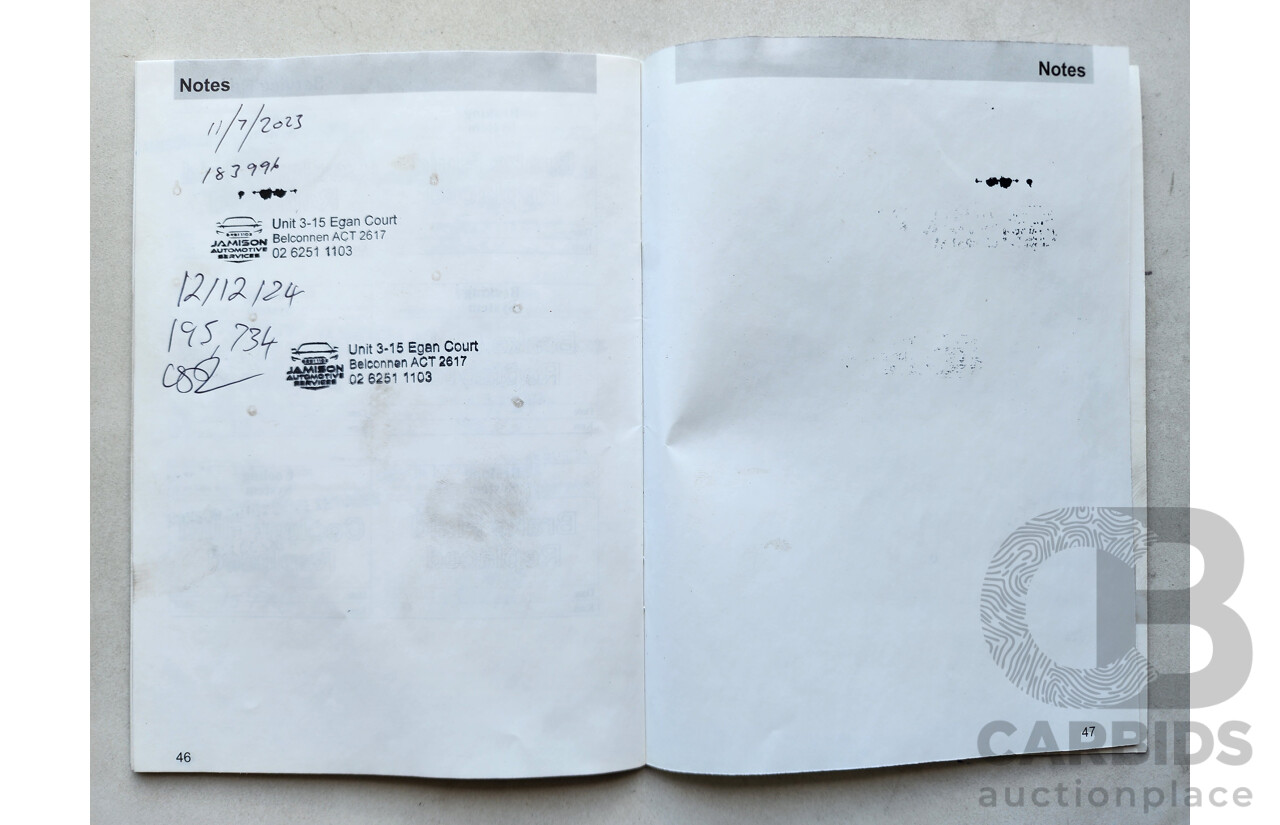 Notes
11/7/2023
183996
JAMISON
AUTOMOTIVE
SERVICES
Unit 3-15 Egan Court
Belconnen ACT 2617
02 6251 1103
12/12/24
195,734
JAMISON
AUTOMOTIVE
SERVICES
Unit 3-15 Egan Court
Belconnen ACT 2617
02 6251 1103
46
Notes
47
CARBIDS
auctionplace